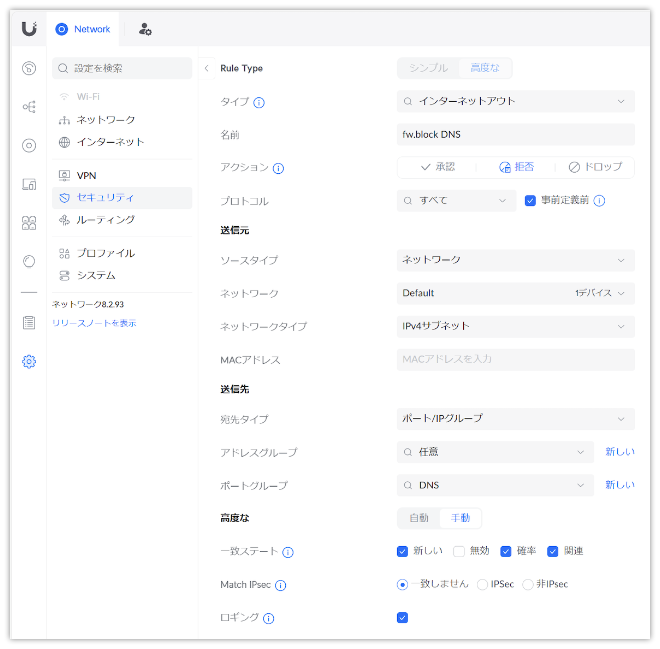 Network
設定を検索
Wi-Fi
ネットワーク
インターネット
VPN
セキュリティ
ルーティング
プロファイル
システム
ネットワーク8.2.93
リリースノートを表示
Rule Type
シンプル 高度な
タイプ インターネットアウト
名前 fw.block DNS
アクション 承認 拒否 ドロップ
プロトコル すべて 事前定義前
送信元
ソースタイプ ネットワーク
ネットワーク Default 1デバイス
ネットワークタイプ IPv4サブネット
MACアドレス MACアドレスを入力
送信先
宛先タイプ ポート/IPグループ
アドレスグループ 任意 新しい
ポートグループ DNS 新しい
高度な 自動 手動
一致ステート 新しい 無効 確率 関連
Match IPsec 一致しません IPSec 非IPsec
ロギング